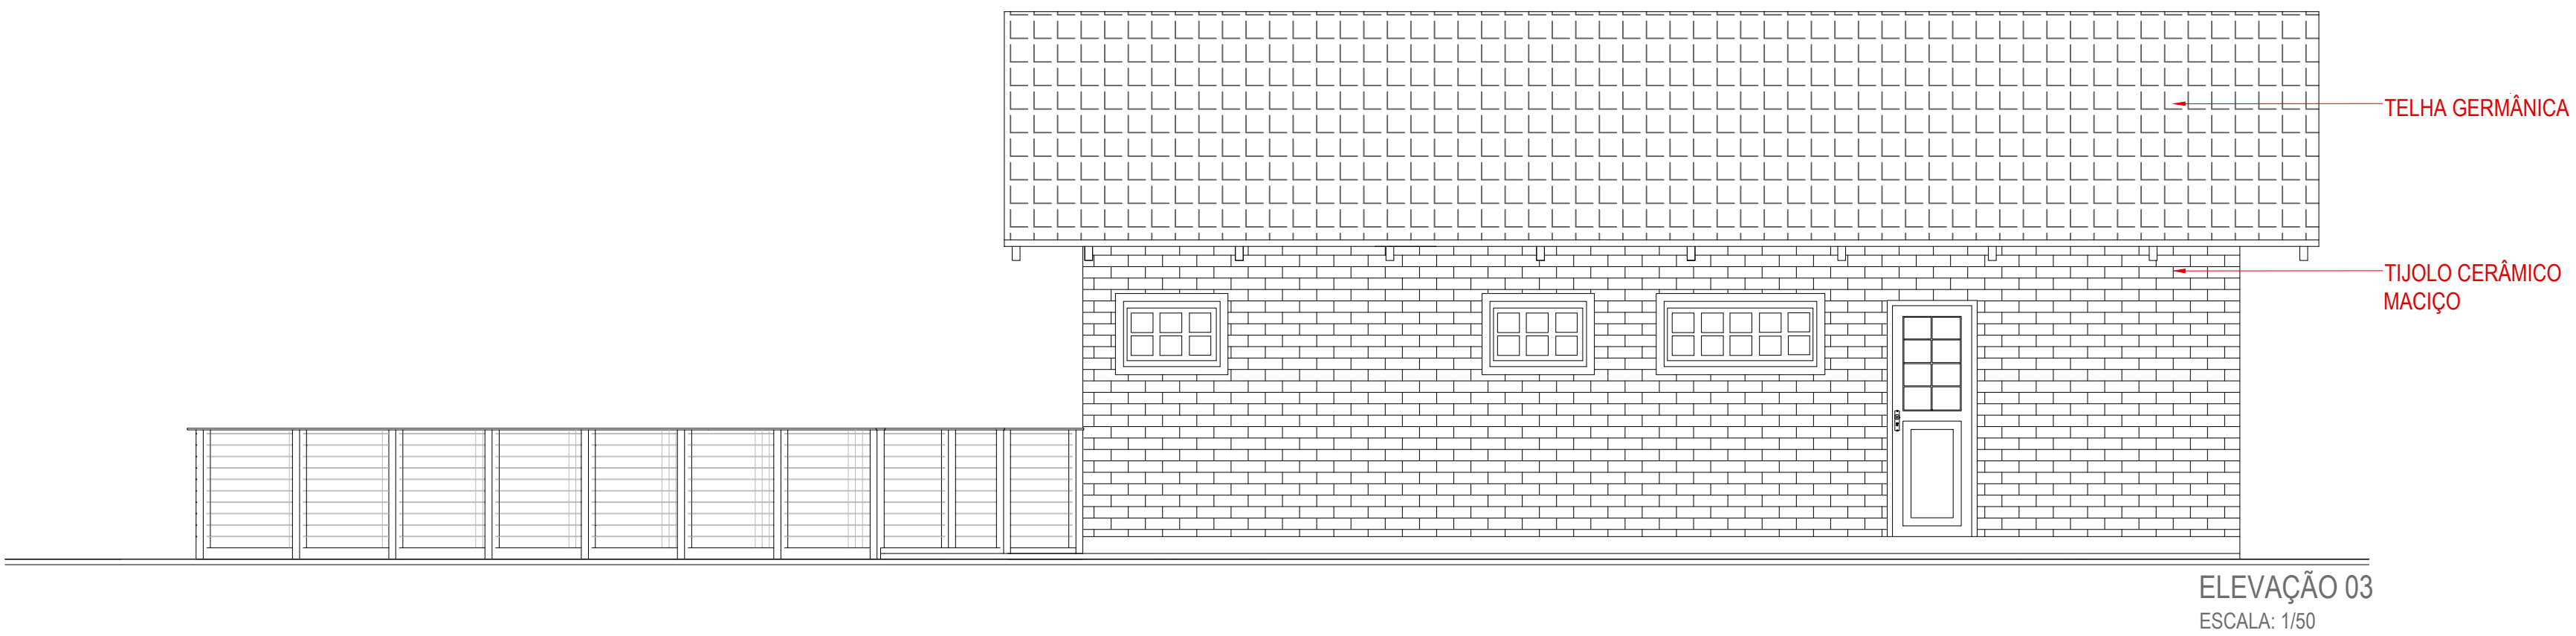 TELHA GERMÂNICA
TIJOLO CERÂMICO
MACIÇO
ELEVAÇÃO 03
ESCALA: 1/50